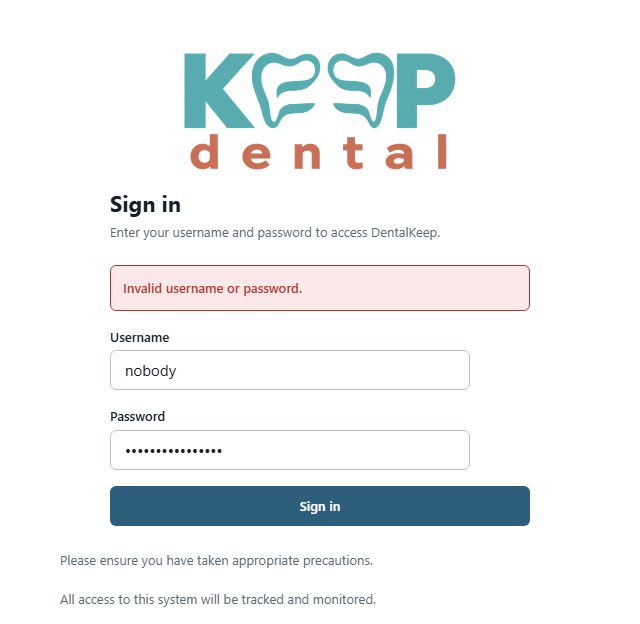 KEEP
dental
Sign in
Enter your username and password to access DentalKeep.
Invalid username or password.
Username
nobody
Password
••••••••••••••••
Sign in
Please ensure you have taken appropriate precautions.
All access to this system will be tracked and monitored.